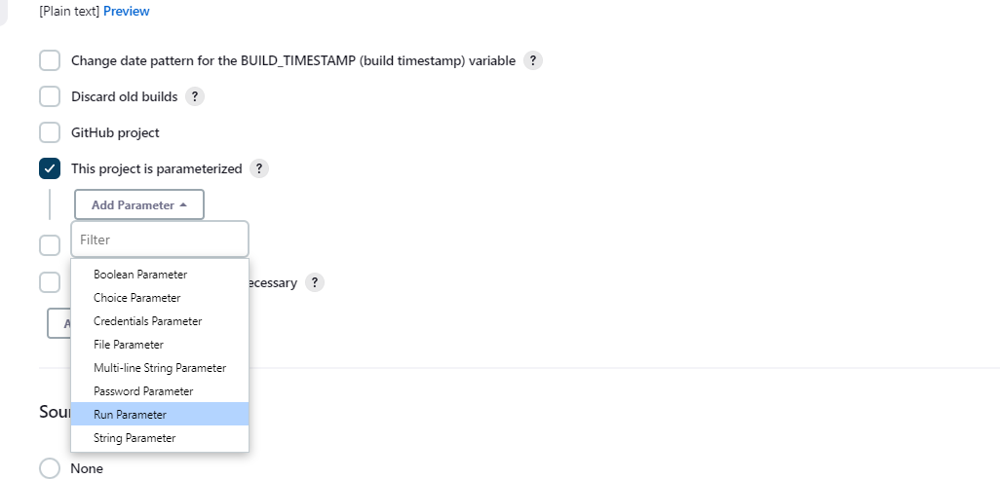 [Plain text] Preview
Change date pattern for the BUILD_TIMESTAMP (build timestamp) variable ?
Discard old builds ?
GitHub project
This project is parameterized ?
Add Parameter
Filter
Boolean Parameter
ecessary ?
Choice Parameter
Credentials Parameter
A
File Parameter
Multi-line String Parameter
Password Parameter
Run Parameter
Sou
String Parameter
None